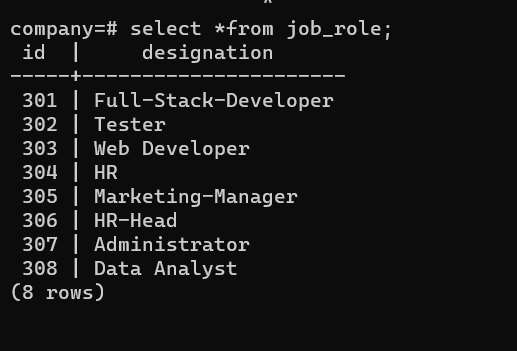 company=# select *from job_role;
 id  |     designation
-----+----------------------
 301 | Full-Stack-Developer
 302 | Tester
 303 | Web Developer
 304 | HR
 305 | Marketing-Manager
 306 | HR-Head
 307 | Administrator
 308 | Data Analyst
(8 rows)